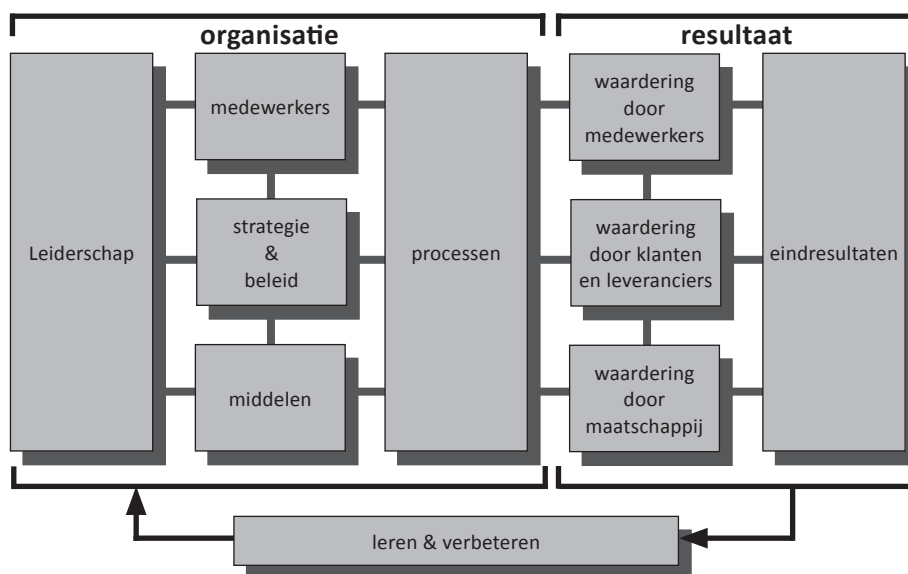 organisatie
resultaat
Leiderschap
medewerkers
strategie
&
beleid
middelen
processen
waardering
door
medewerkers
waardering
door klanten
en leveranciers
waardering
door
maatschappij
eindresultaten
leren & verbeteren